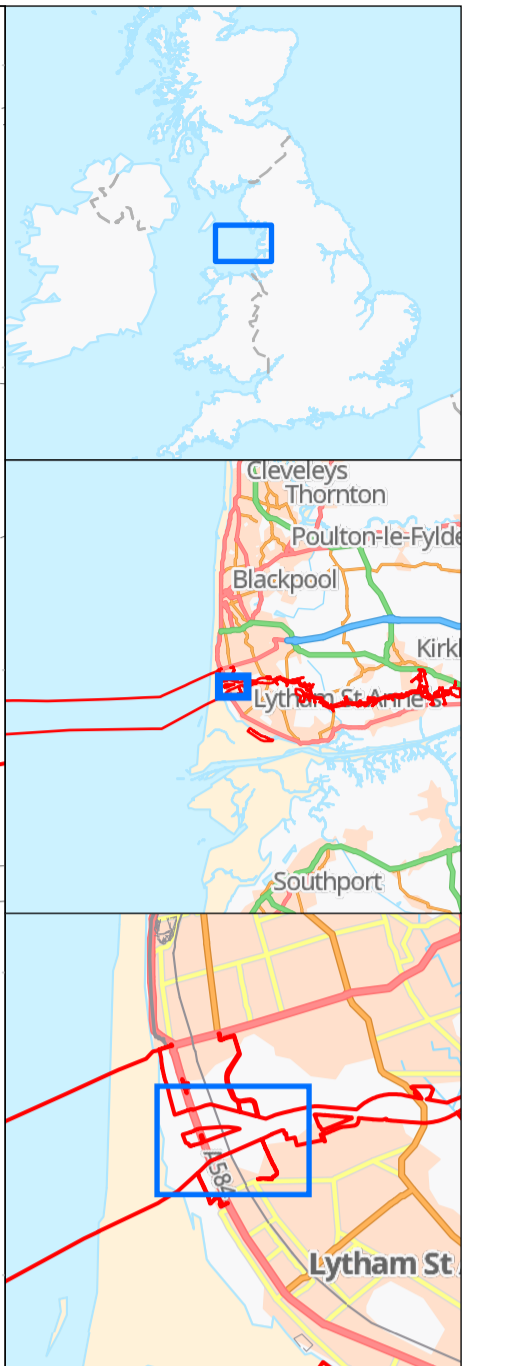 Cleveleys
Thornton
Poulton-le-Fylde
Blackpool
Kirk
Lytham St Anne's
Southport
A584
Lytham St